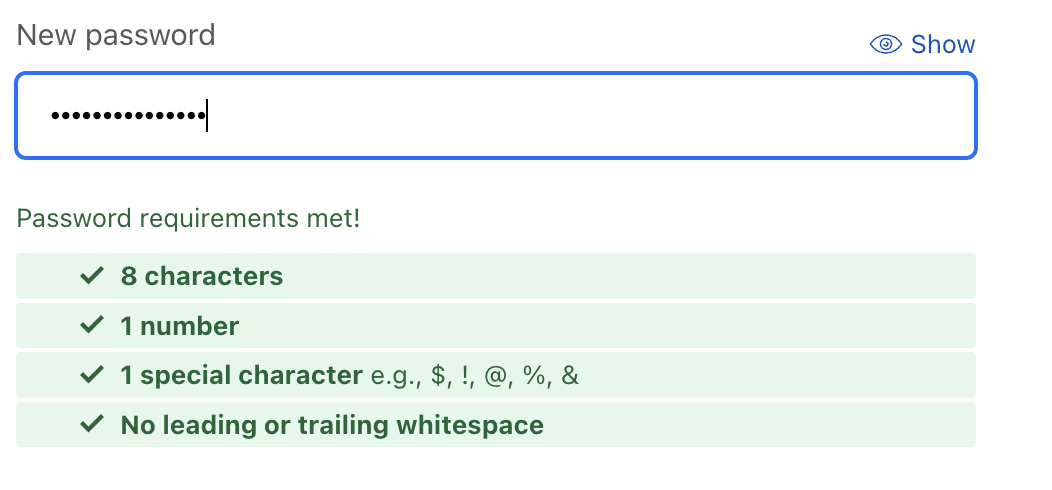 New password
Show
•••••••••••••••
Password requirements met!
8 characters
1 number
1 special character e.g., $, !, @, %, &
No leading or trailing whitespace